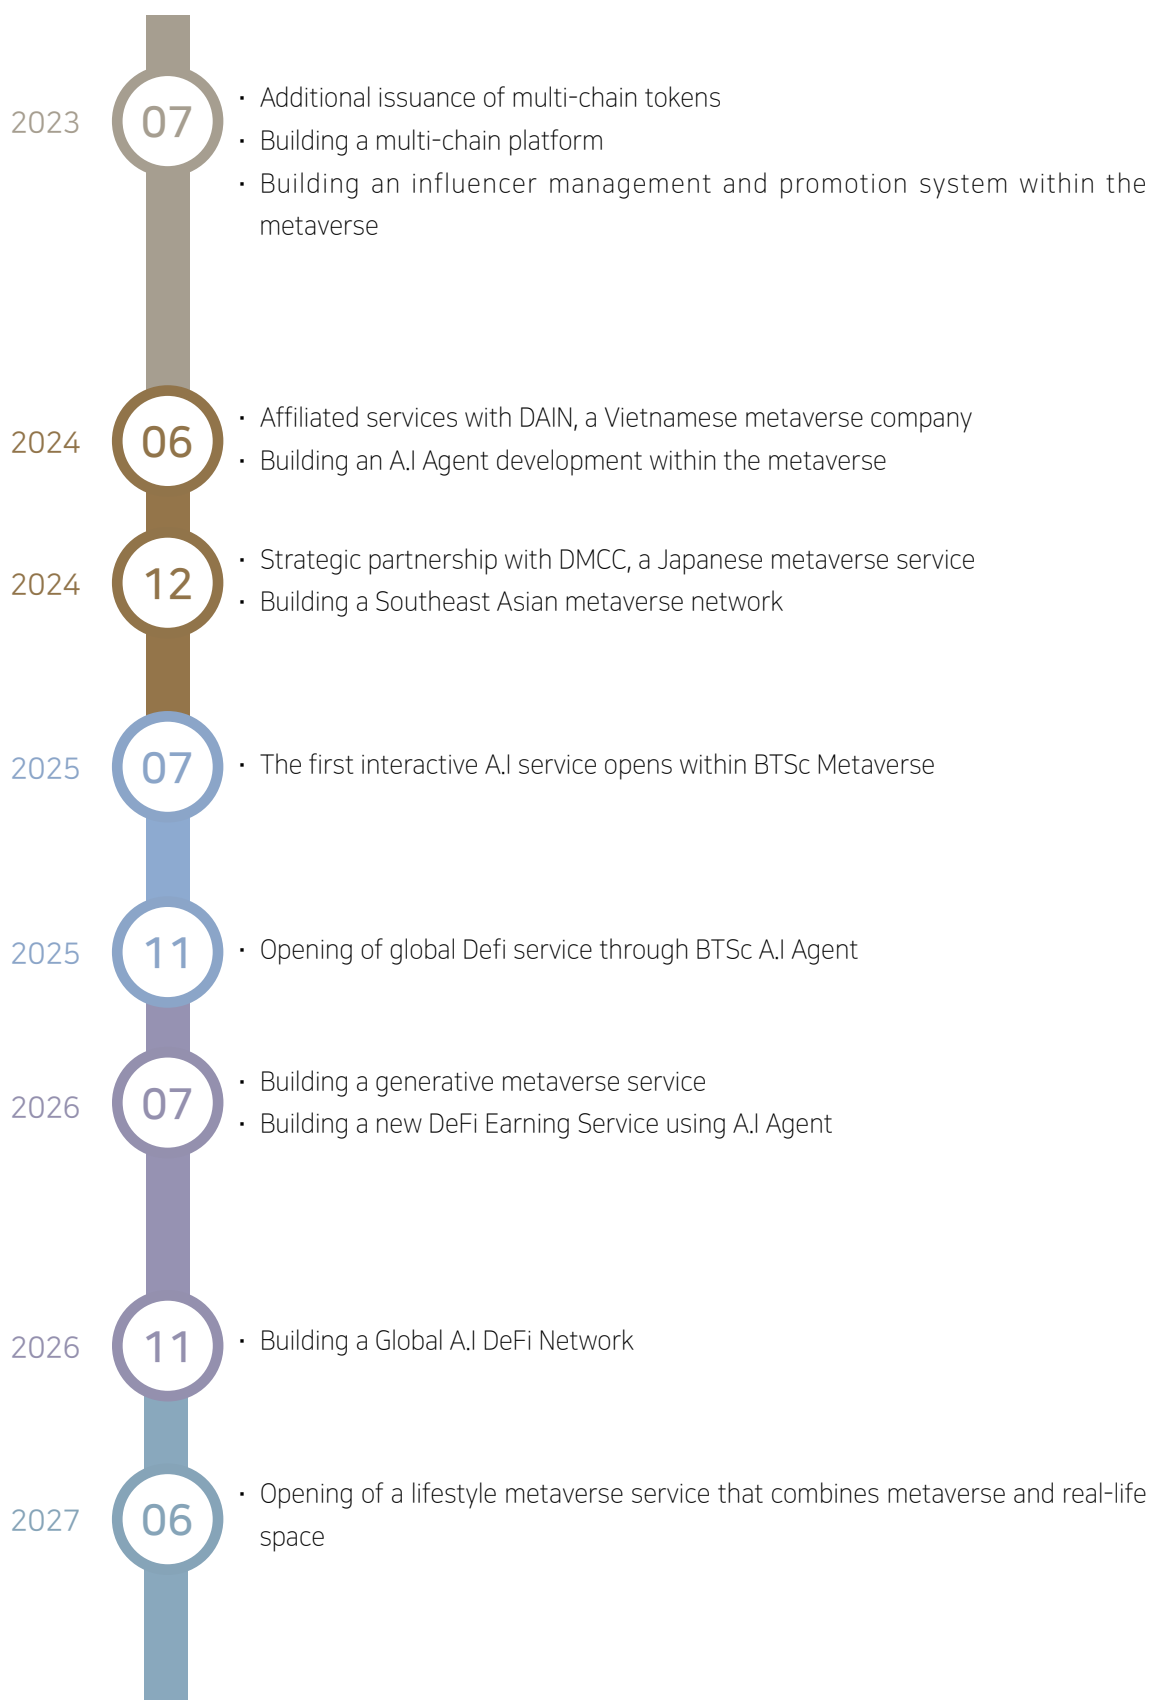 2023
07
· Additional issuance of multi-chain tokens
· Building a multi-chain platform
· Building an influencer management and promotion system within the
metaverse
2024
06
· Affiliated services with DAIN, a Vietnamese metaverse company
· Building an A.I Agent development within the metaverse
2024
12
· Strategic partnership with DMCC, a Japanese metaverse service
· Building a Southeast Asian metaverse network
2025
07
· The first interactive A.I service opens within BTSc Metaverse
2025
11
· Opening of global Defi service through BTSc A.I Agent
2026
07
· Building a generative metaverse service
· Building a new DeFi Earning Service using A.I Agent
2026
11
· Building a Global A.I DeFi Network
2027
06
· Opening of a lifestyle metaverse service that combines metaverse and real-life
space